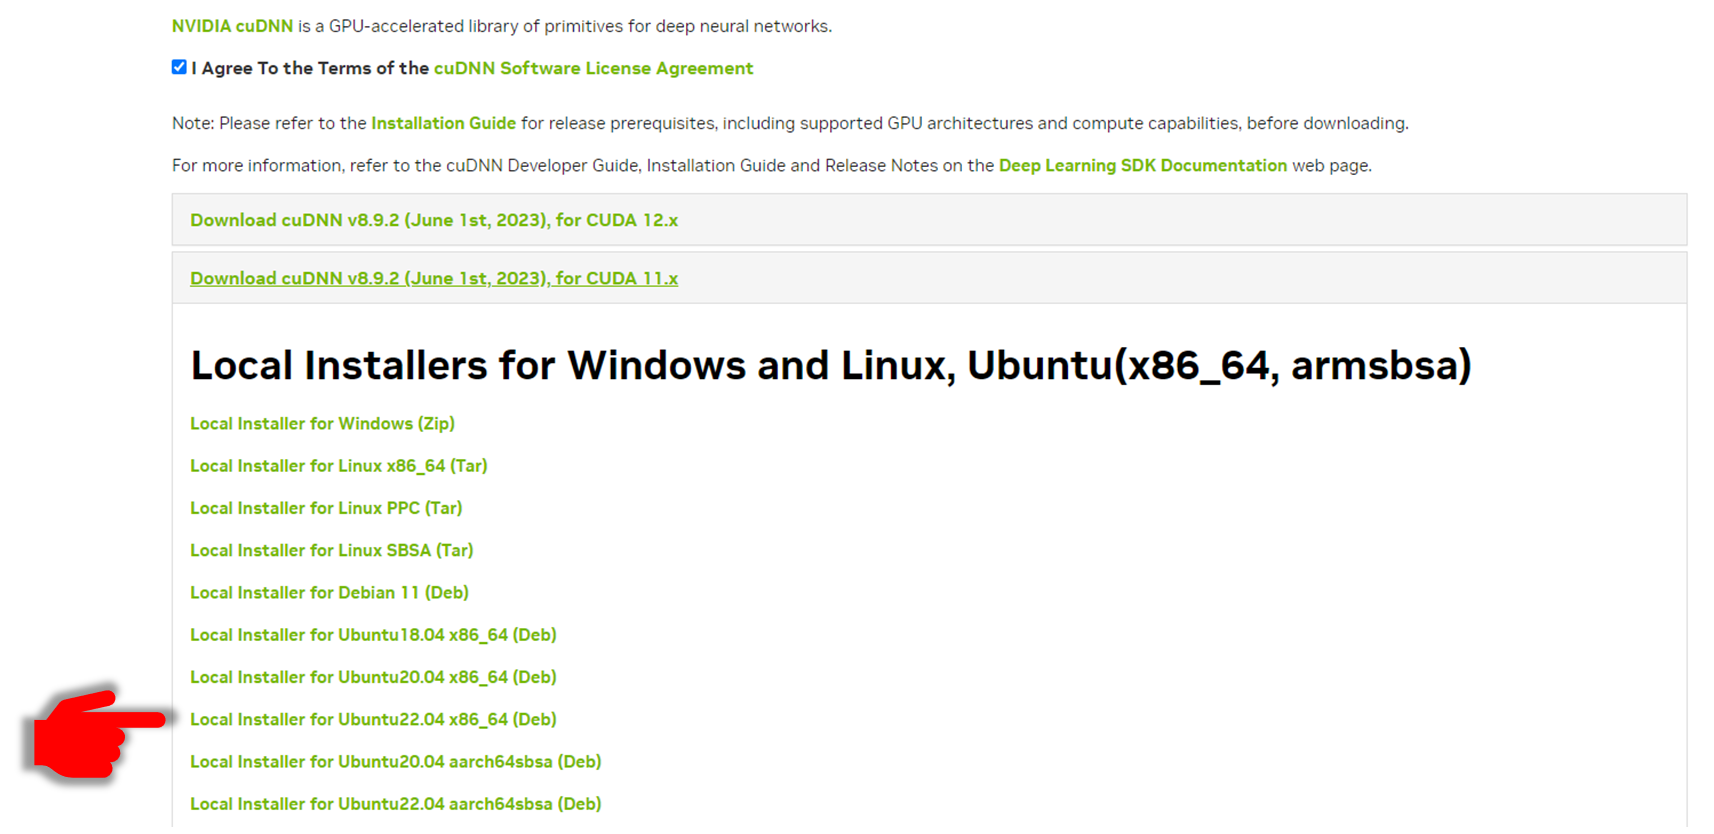 NVIDIA cuDNN is a GPU-accelerated library of primitives for deep neural networks.
I Agree To the Terms of the cuDNN Software License Agreement
Note: Please refer to the Installation Guide for release prerequisites, including supported GPU architectures and compute capabilities, before downloading.
For more information, refer to the cuDNN Developer Guide, Installation Guide and Release Notes on the Deep Learning SDK Documentation web page.
Download cuDNN v8.9.2 (June 1st, 2023), for CUDA 12.x
Download cuDNN v8.9.2 (June 1st, 2023), for CUDA 11.x
Local Installers for Windows and Linux, Ubuntu(x86_64, armsbsa)
Local Installer for Windows (Zip)
Local Installer for Linux x86_64 (Tar)
Local Installer for Linux PPC (Tar)
Local Installer for Linux SBSA (Tar)
Local Installer for Debian 11 (Deb)
Local Installer for Ubuntu18.04 x86_64 (Deb)
Local Installer for Ubuntu20.04 x86_64 (Deb)
Local Installer for Ubuntu22.04 x86_64 (Deb)
Local Installer for Ubuntu20.04 aarch64sbsa (Deb)
Local Installer for Ubuntu22.04 aarch64sbsa (Deb)